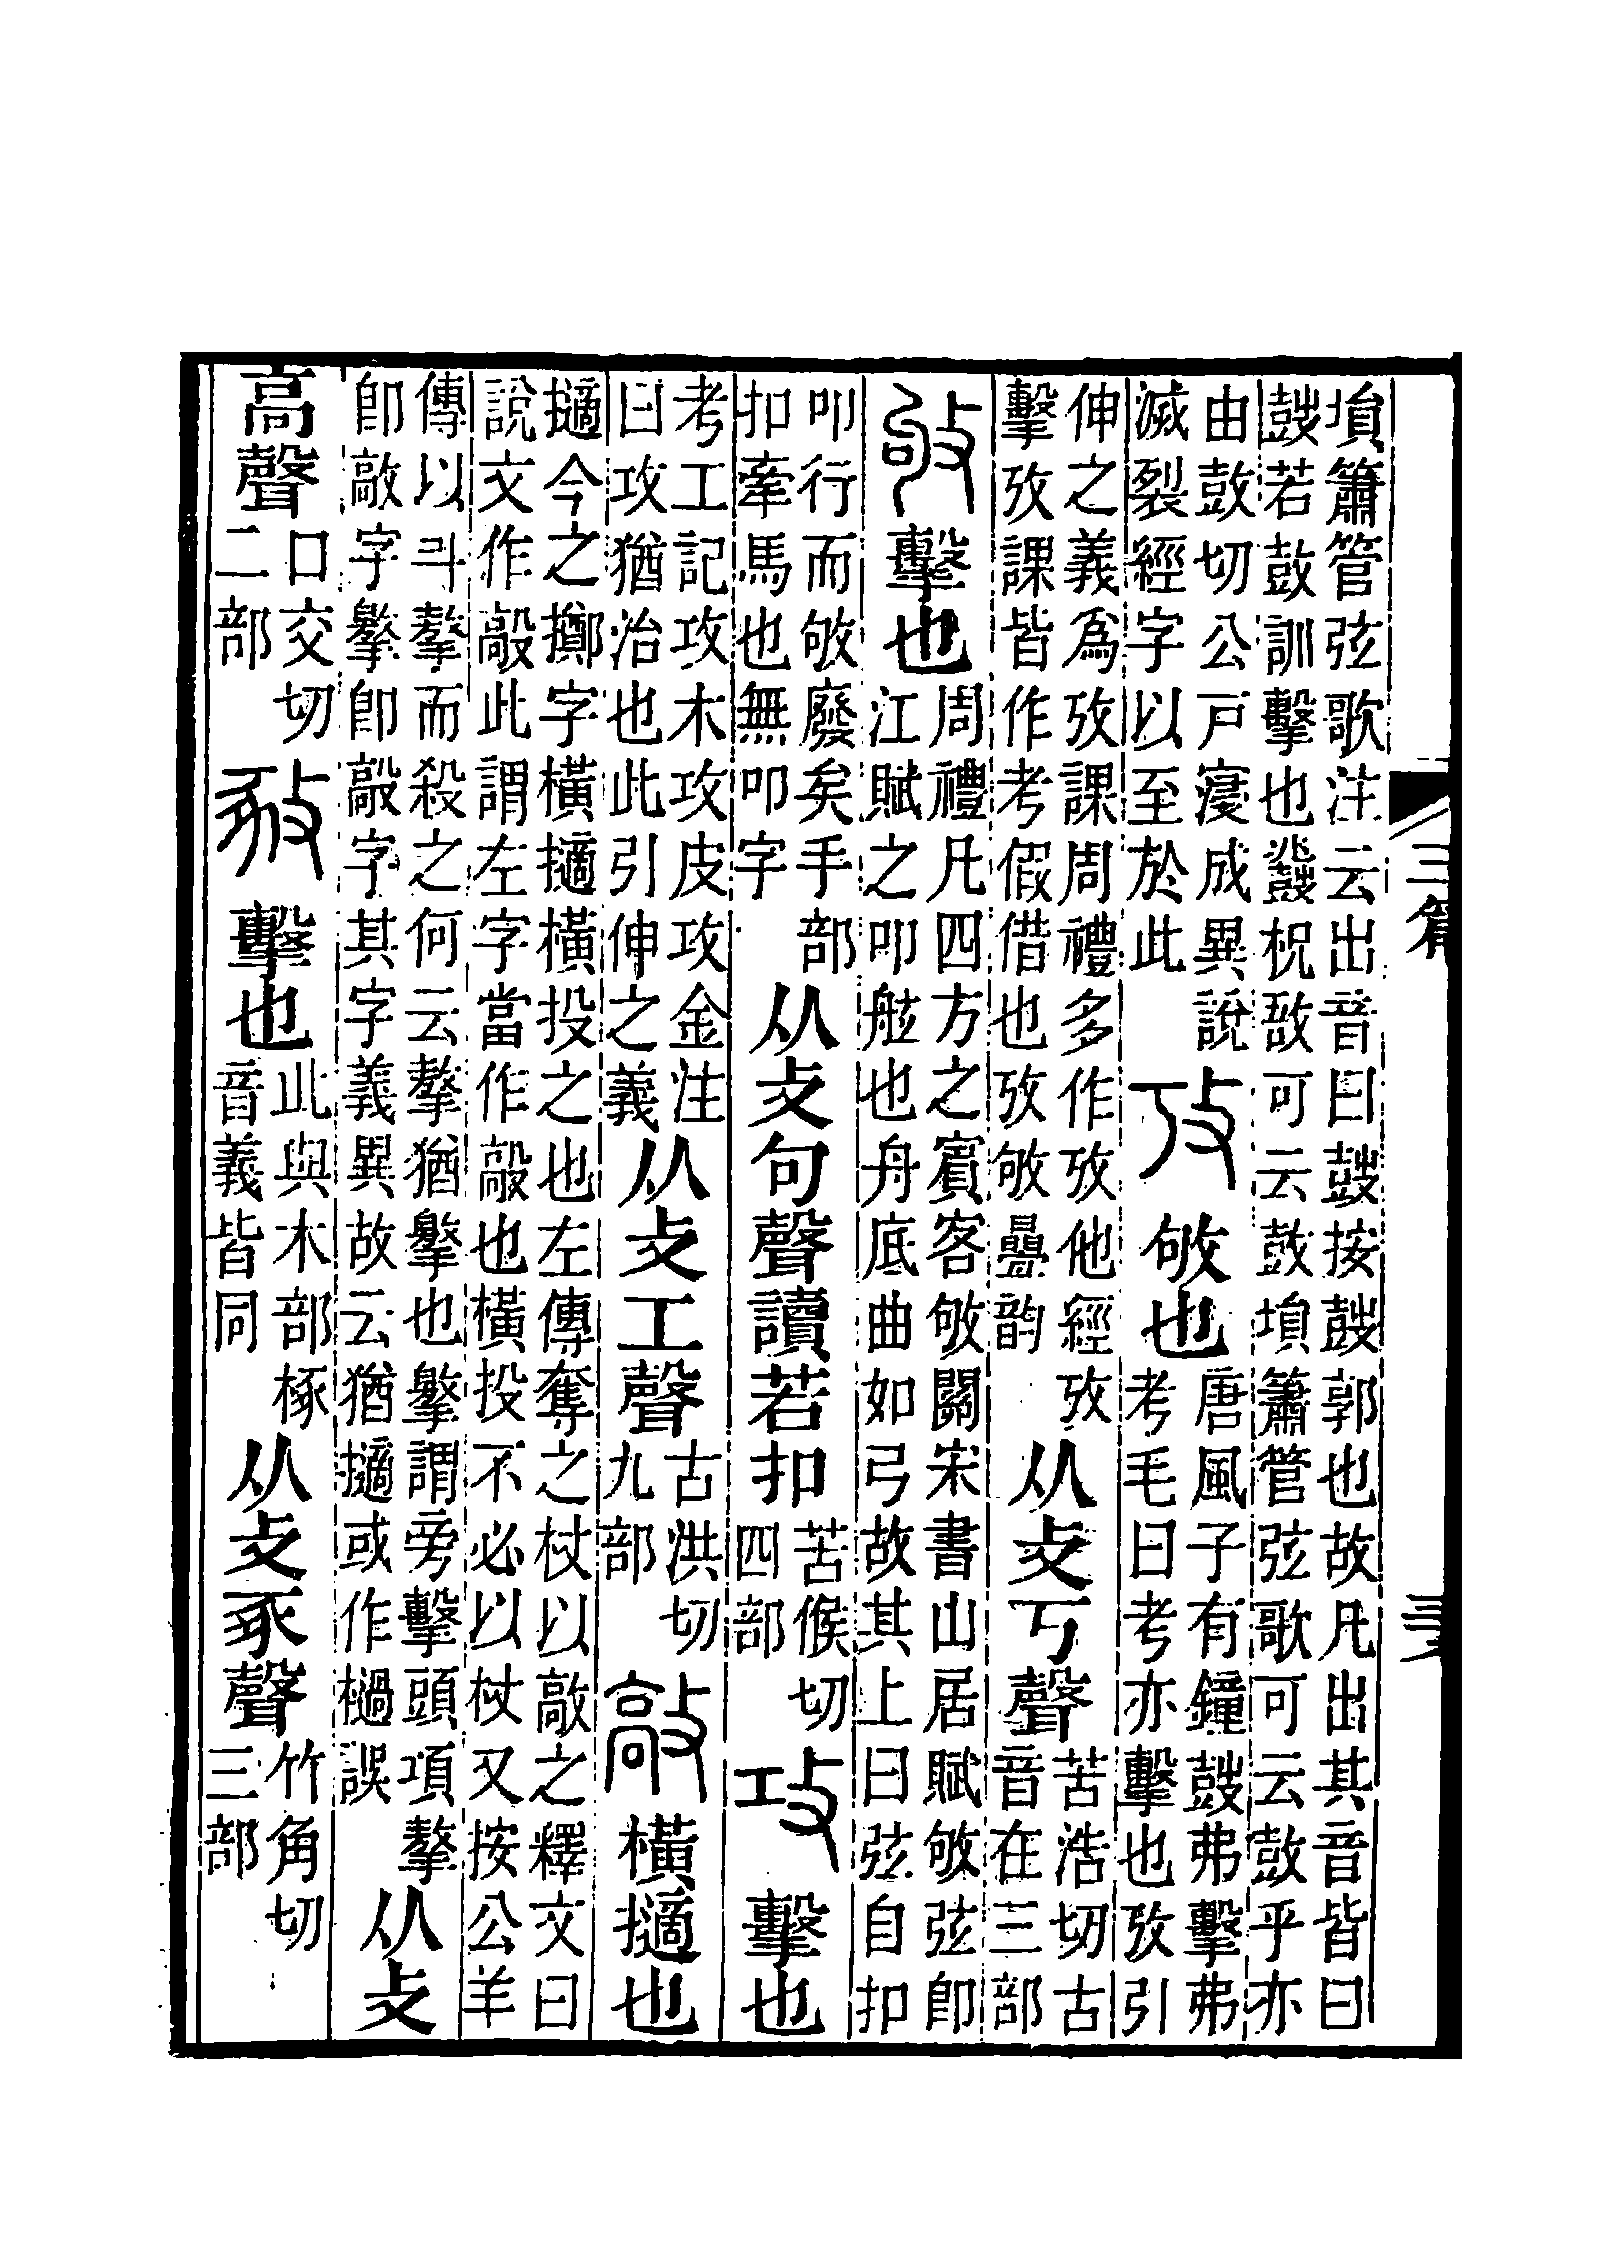 塤簫管弦歌注云出音曰鼓按鼓郭也故凡出其音皆曰
鼓若鼓訓擊也鼗柷敔可云鼓塤簫管弦歌可云鼓乎亦
由鼓切公戸寖成異說
滅裂經字以至於此
攷敂也
唐風子有鐘鼓弗擊弗
考毛曰考亦擊也攷引
伸之義爲攷課周禮多作攷他經攷
擊攷課皆作考假借也攷敂曡韵
从攴丂聲
苦浩切古
音在三部
敂擊也
周禮凡四方之賓客敂關宋書山居賦敂弦卽
江賦之叩舷也舟底曲如弓故其上曰弦自扣
叩行而敂廢矣手部
扣牽馬也無叩字
从攴句聲讀若扣
苦候切
四部
攻擊也
考工記攻木攻皮攻金注
曰攻猶治也此引伸之義
从攴工聲
古洪切
九部
敲橫擿也
擿今之擲字橫擿橫投之也左傳奪之杖以敲之釋文曰
說文作毃此謂左字當作毃也橫投不必以杖又按公羊
傳以斗摮而殺之何云摮猶撽也撽謂旁擊頭項摮
卽敲字撽卽毃字其字義異故云猶擿或作檛誤
从攴
高聲
口交切
二部
擊也
此與木部椓
音義皆同
从攴豖聲
竹角切
三部
三篇